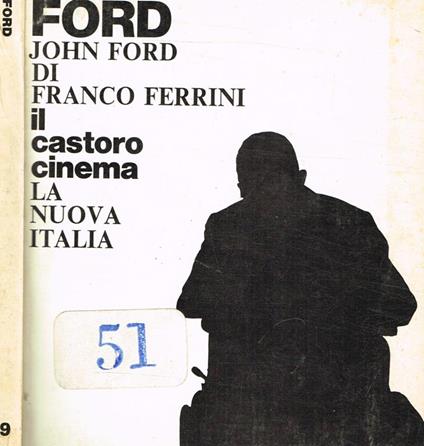 FORD
FORD
JOHN FORD
DI
FRANCO FERRINI
il
castoro
cinema
LA
NUOVA
ITALIA
51
9